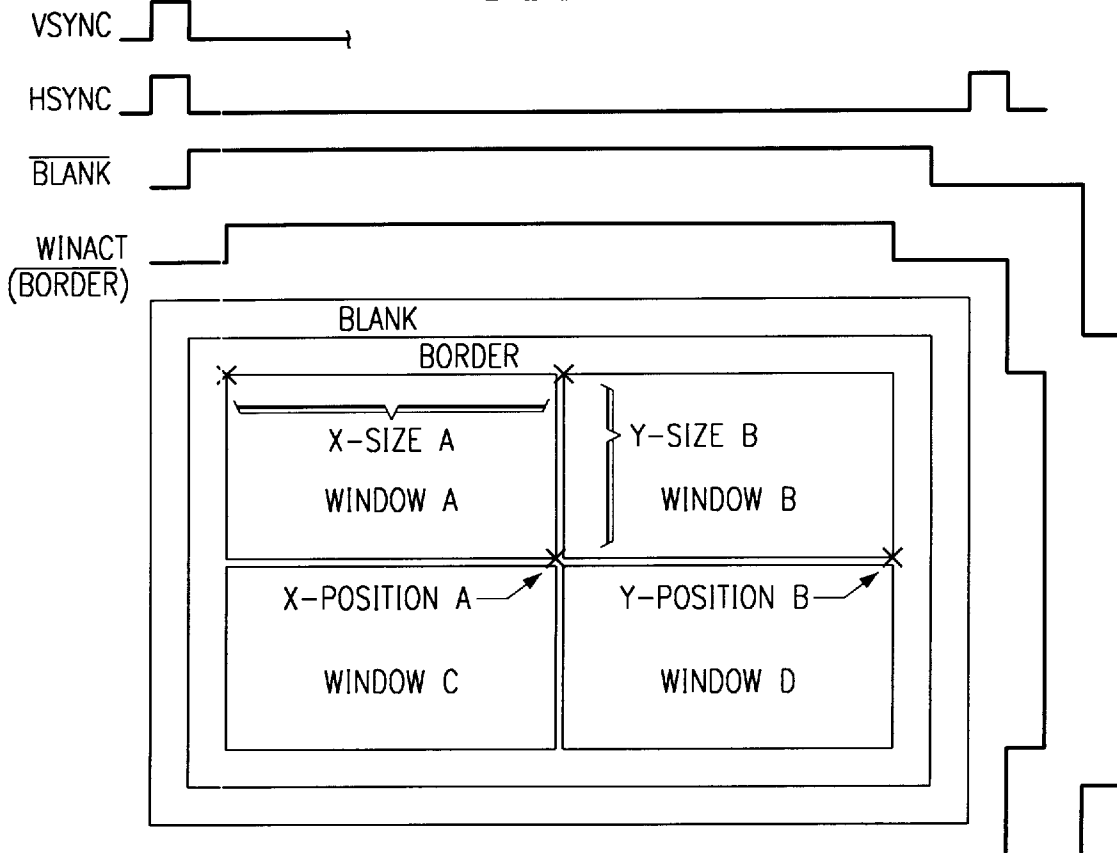 VSYNC
HSYNC
BLANK
WINACT
(BORDER)
BLANK
BORDER
X-SIZE A
Y-SIZE B
WINDOW A
WINDOW B
X-POSITION A
Y-POSITION B
WINDOW C
WINDOW D